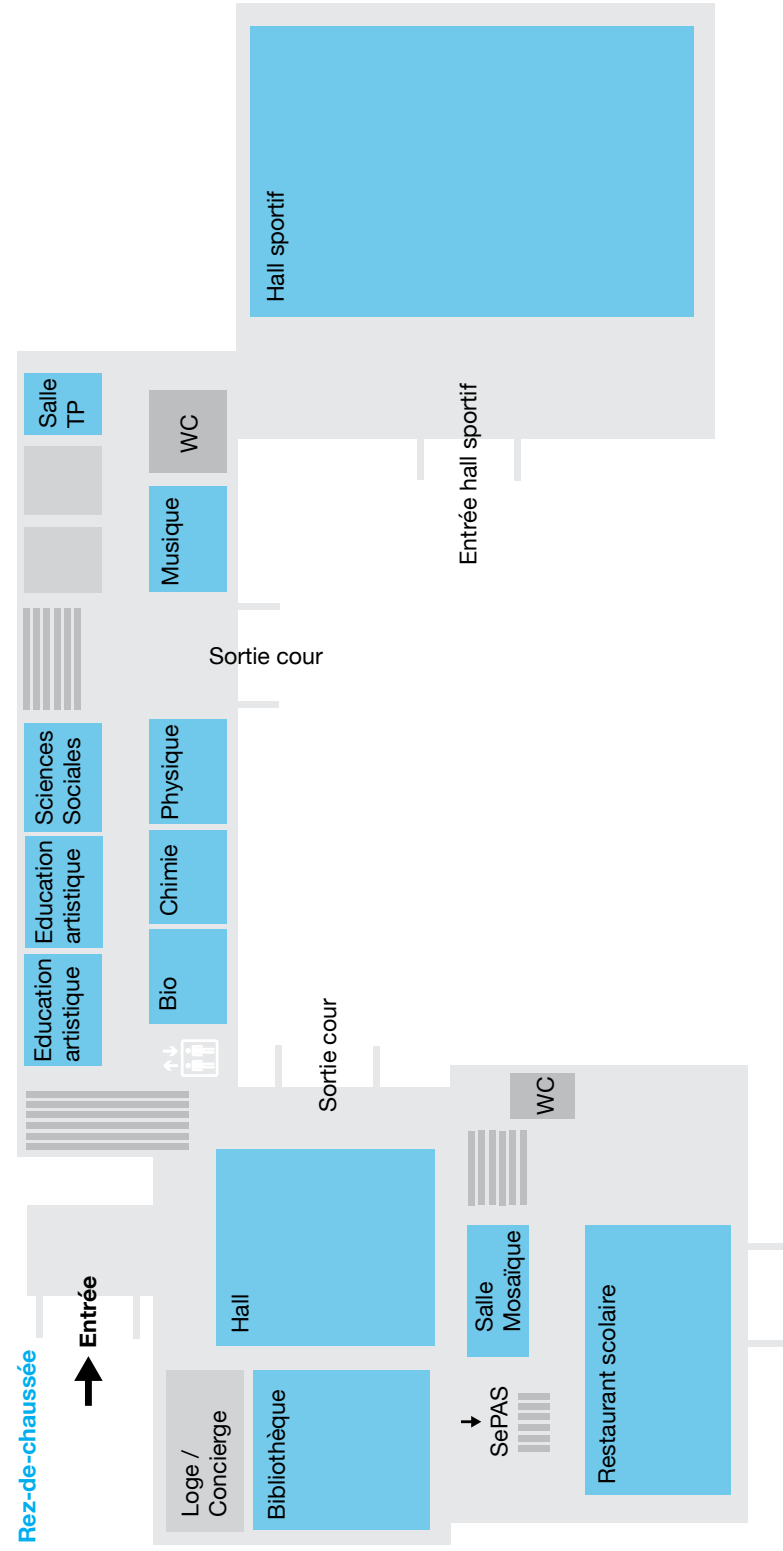 Rez-de-chaussée
Entrée
Loge /
Concierge
Bibliothèque
Hall
SePAS
Salle
Mosaïque
Restaurant scolaire
WC
Sortie cour
Education
artistique
Education
artistique
Sciences
Sociales
Bio
Chimie
Physique
Sortie cour
Musique
WC
Salle
TP
Entrée hall sportif
Hall sportif